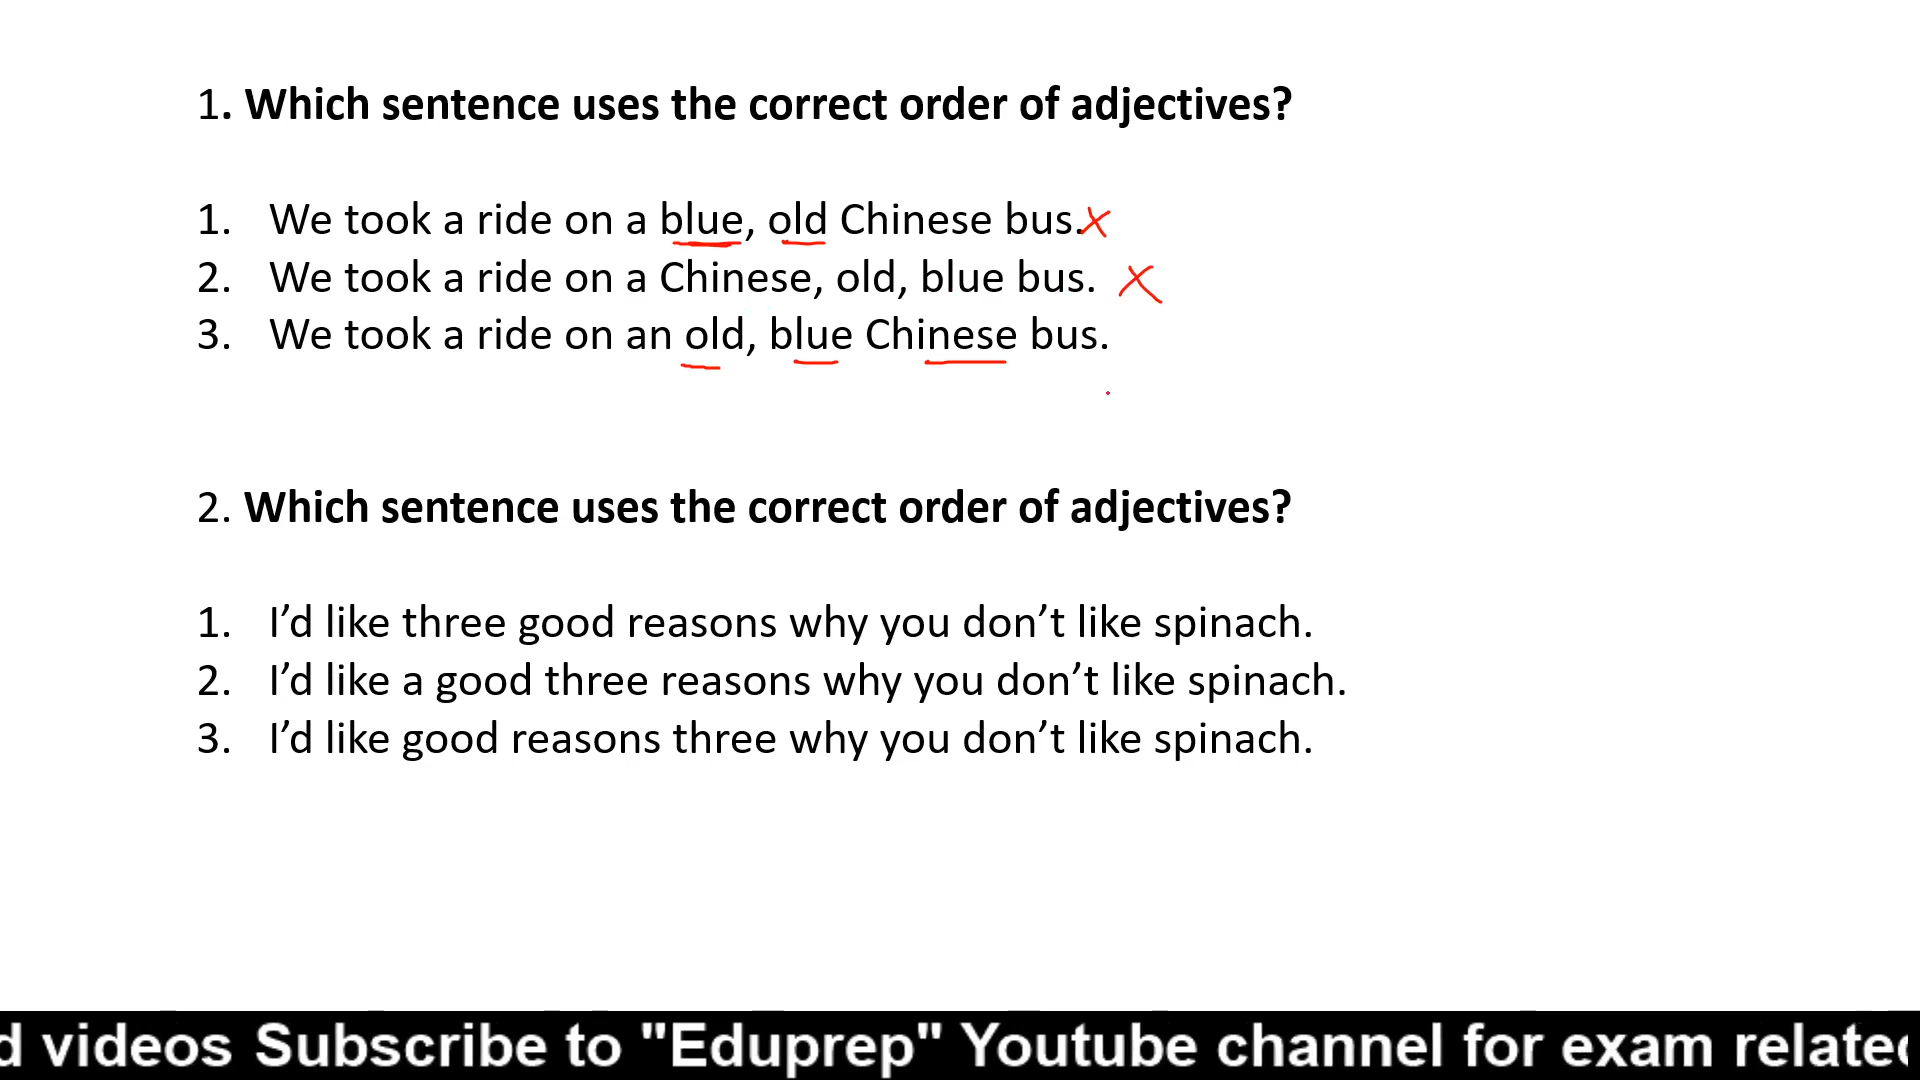 1. Which sentence uses the correct order of adjectives?
1. We took a ride on a blue, old Chinese bus.
2. We took a ride on a Chinese, old, blue bus.
3. We took a ride on an old, blue Chinese bus.
2. Which sentence uses the correct order of adjectives?
1. I’d like three good reasons why you don’t like spinach.
2. I’d like a good three reasons why you don’t like spinach.
3. I’d like good reasons three why you don’t like spinach.
d videos Subscribe to "Eduprep" Youtube channel for exam related